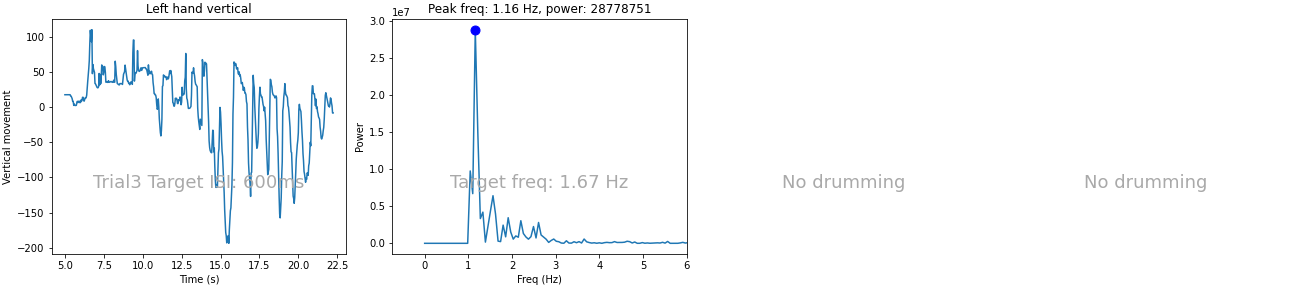 Left hand vertical
Vertical movement
100
50
0
−50
−100
−150
−200
5.0 7.5 10.0 12.5 15.0 17.5 20.0 22.5
Time (s)
Trial3 Target ISI: 600ms
Peak freq: 1.16 Hz, power: 28778751
1e7
Power
3.0
2.5
2.0
1.5
1.0
0.5
0.0
0 1 2 3 4 5 6
Freq (Hz)
Target freq: 1.67 Hz
No drumming
No drumming